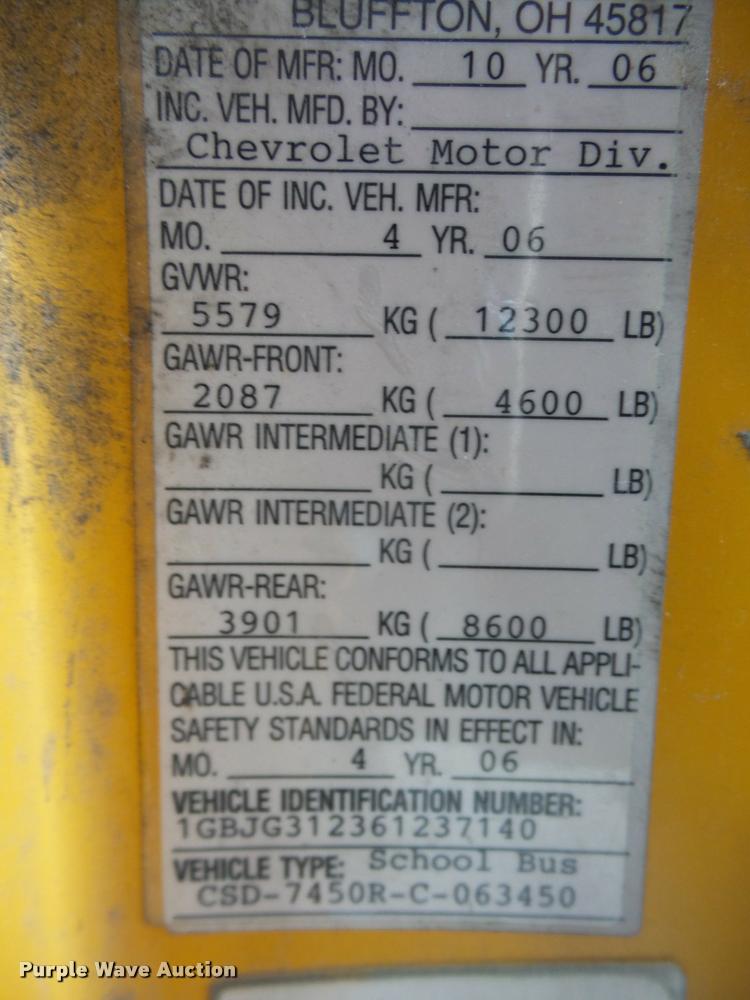 BLUFFTON, OH 45817
DATE OF MFR: MO. 10 YR. 06
INC. VEH. MFD. BY:
Chevrolet Motor Div.
DATE OF INC. VEH. MFR:
MO. 4 YR. 06
GVWR:
5579 KG ( 12300 LB)
GAWR-FRONT:
2087 KG ( 4600 LB)
GAWR INTERMEDIATE (1):
KG ( LB)
GAWR INTERMEDIATE (2):
KG ( LB)
GAWR-REAR:
3901 KG ( 8600 LB)
THIS VEHICLE CONFORMS TO ALL APPLI-
CABLE U.S.A. FEDERAL MOTOR VEHICLE
SAFETY STANDARDS IN EFFECT IN:
MO. 4 YR. 06
VEHICLE IDENTIFICATION NUMBER:
1GBJG312361237140
VEHICLE TYPE: School Bus
CSD-7450R-C-063450
Purple Wave Auction